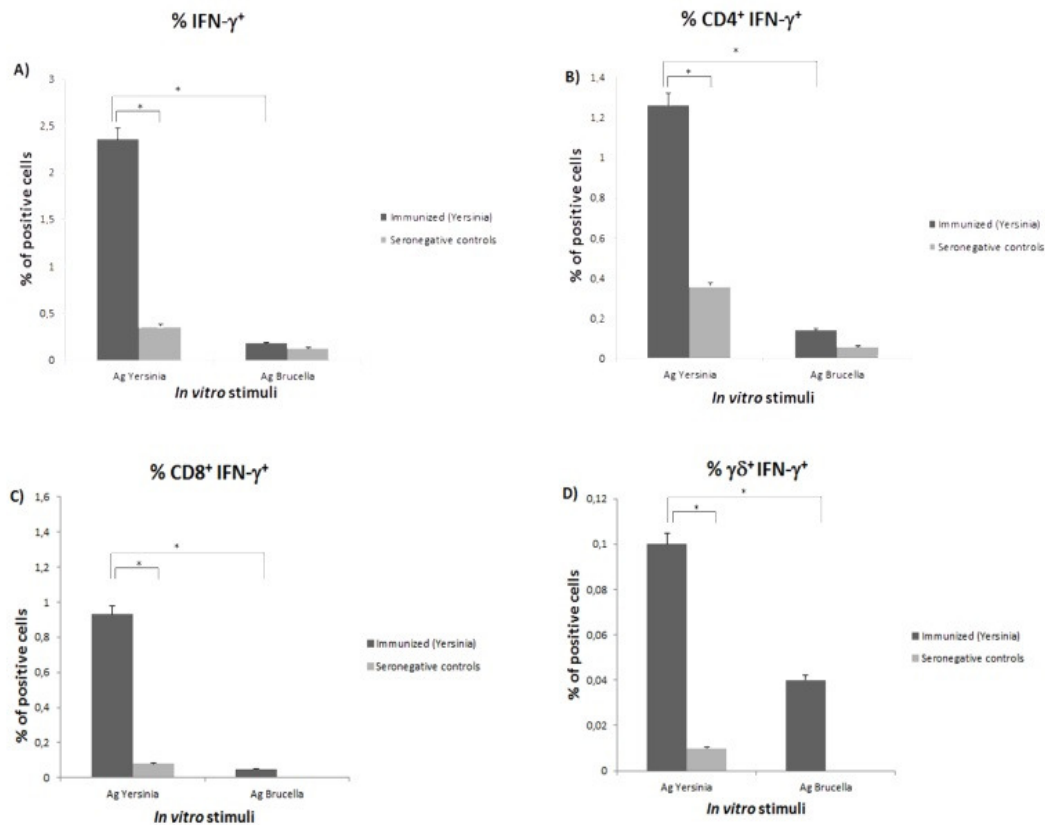 % IFN-γ⁺
A)
3
2,5
2
1,5
1
0,5
0
% of positive cells
*
*
Immunized (Yersinia)
Seronegative controls
Ag Yersinia
Ag Brucella
In vitro stimuli
% CD4⁺ IFN-γ⁺
B)
1,4
1,2
1
0,8
0,6
0,4
0,2
0
% of positive cells
*
*
Immunized (Yersinia)
Seronegative controls
Ag Yersinia
Ag Brucella
In vitro stimuli
% CD8⁺ IFN-γ⁺
C)
1,6
1,4
1,2
1
0,8
0,6
0,4
0,2
0
% of positive cells
*
*
Immunized (Yersinia)
Seronegative controls
Ag Yersinia
Ag Brucella
In vitro stimuli
% γδ⁺ IFN-γ⁺
D)
0,12
0,1
0,08
0,06
0,04
0,02
0
% of positive cells
*
*
Immunized (Yersinia)
Seronegative controls
Ag Yersinia
Ag Brucella
In vitro stimuli